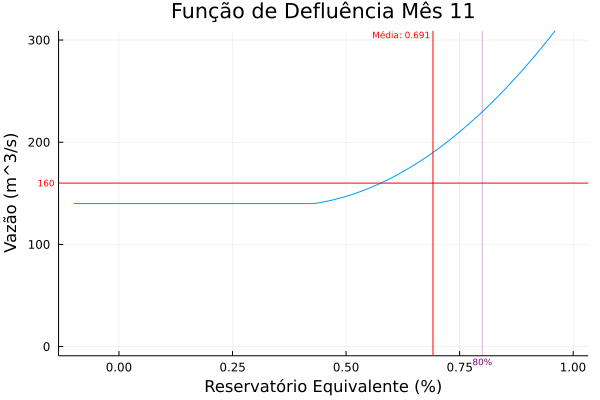 Função de Defluência Mês 11
300
Média: 0.691
200
160
100
0
Vazão (m^3/s)
0.00
0.25
0.50
0.75
80%
1.00
Reservatório Equivalente (%)